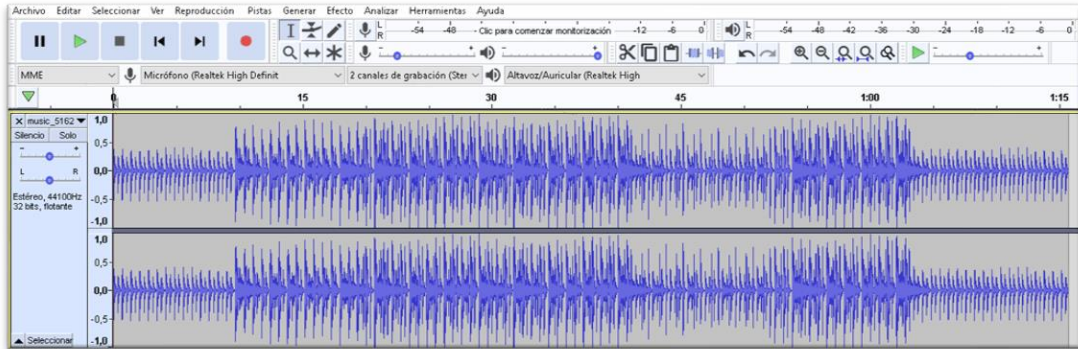 Archivo Editar Seleccionar Ver Reproducción Pistas Generar Efecto Analizar Herramientas Ayuda
L R -54 -48 - Clic para comenzar monitorización -12 -6 0 L R -54 -48 -42 -36 -30 -24 -18 -12 -6 0
- + - + - +
MME Micrófono (Realtek High Definit 2 canales de grabación (Ster Altavoz/Auricular (Realtek High
0 15 30 45 1:00 1:15
music_5162 1,0
Silencio Solo
- + 0,5-
L R 0,0-
Estéreo, 44100Hz -0,5-
32 bits, flotante
-1,0
1,0
0,5-
0,0-
-0,5-
Seleccionar -1,0